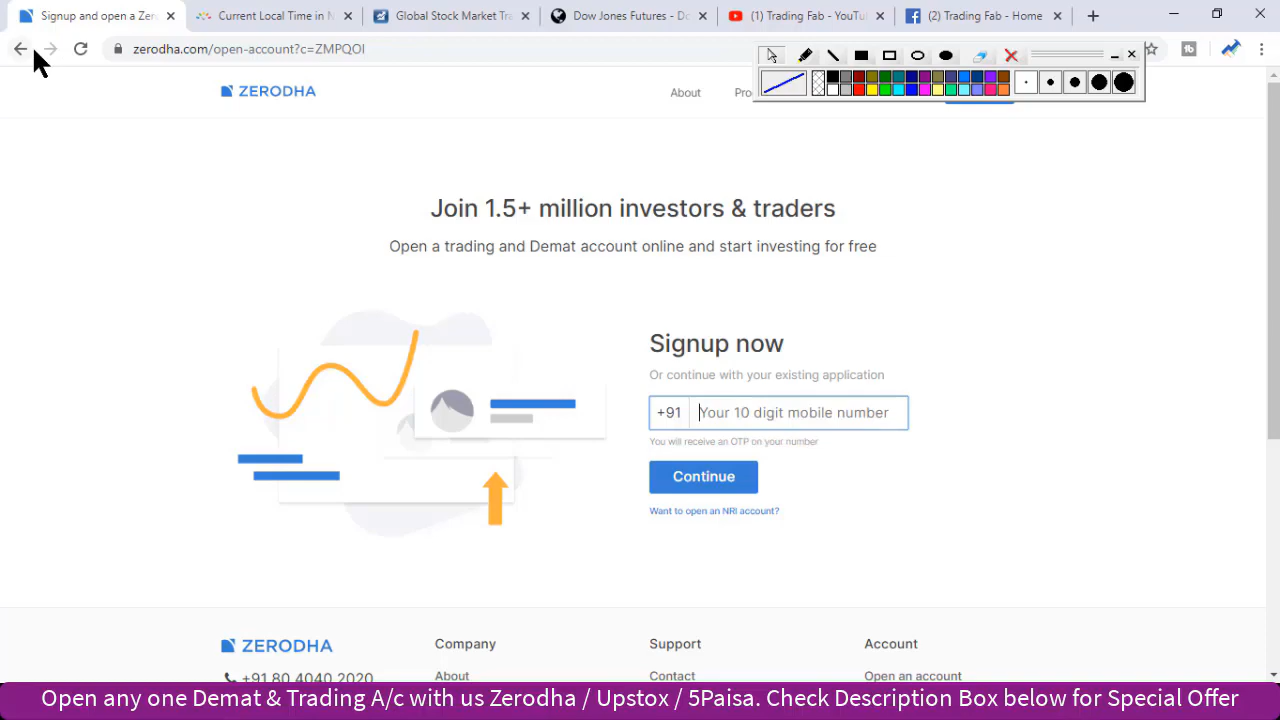 Signup and open a Zer
Current Local Time in N
Global Stock Market Tra
Dow Jones Futures - Do
(1) Trading Fab - YouTu
(2) Trading Fab - Home
zerodha.com/open-account?c=ZMPQOI
ZERODHA
About
Pro
Join 1.5+ million investors & traders
Open a trading and Demat account online and start investing for free
Signup now
Or continue with your existing application
+91 Your 10 digit mobile number
You will receive an OTP on your number
Continue
Want to open an NRI account?
ZERODHA
Company
Support
Account
+91 80 4040 2020
About
Contact
Open an account
Open any one Demat & Trading A/c with us Zerodha / Upstox / 5Paisa. Check Description Box below for Special Offer